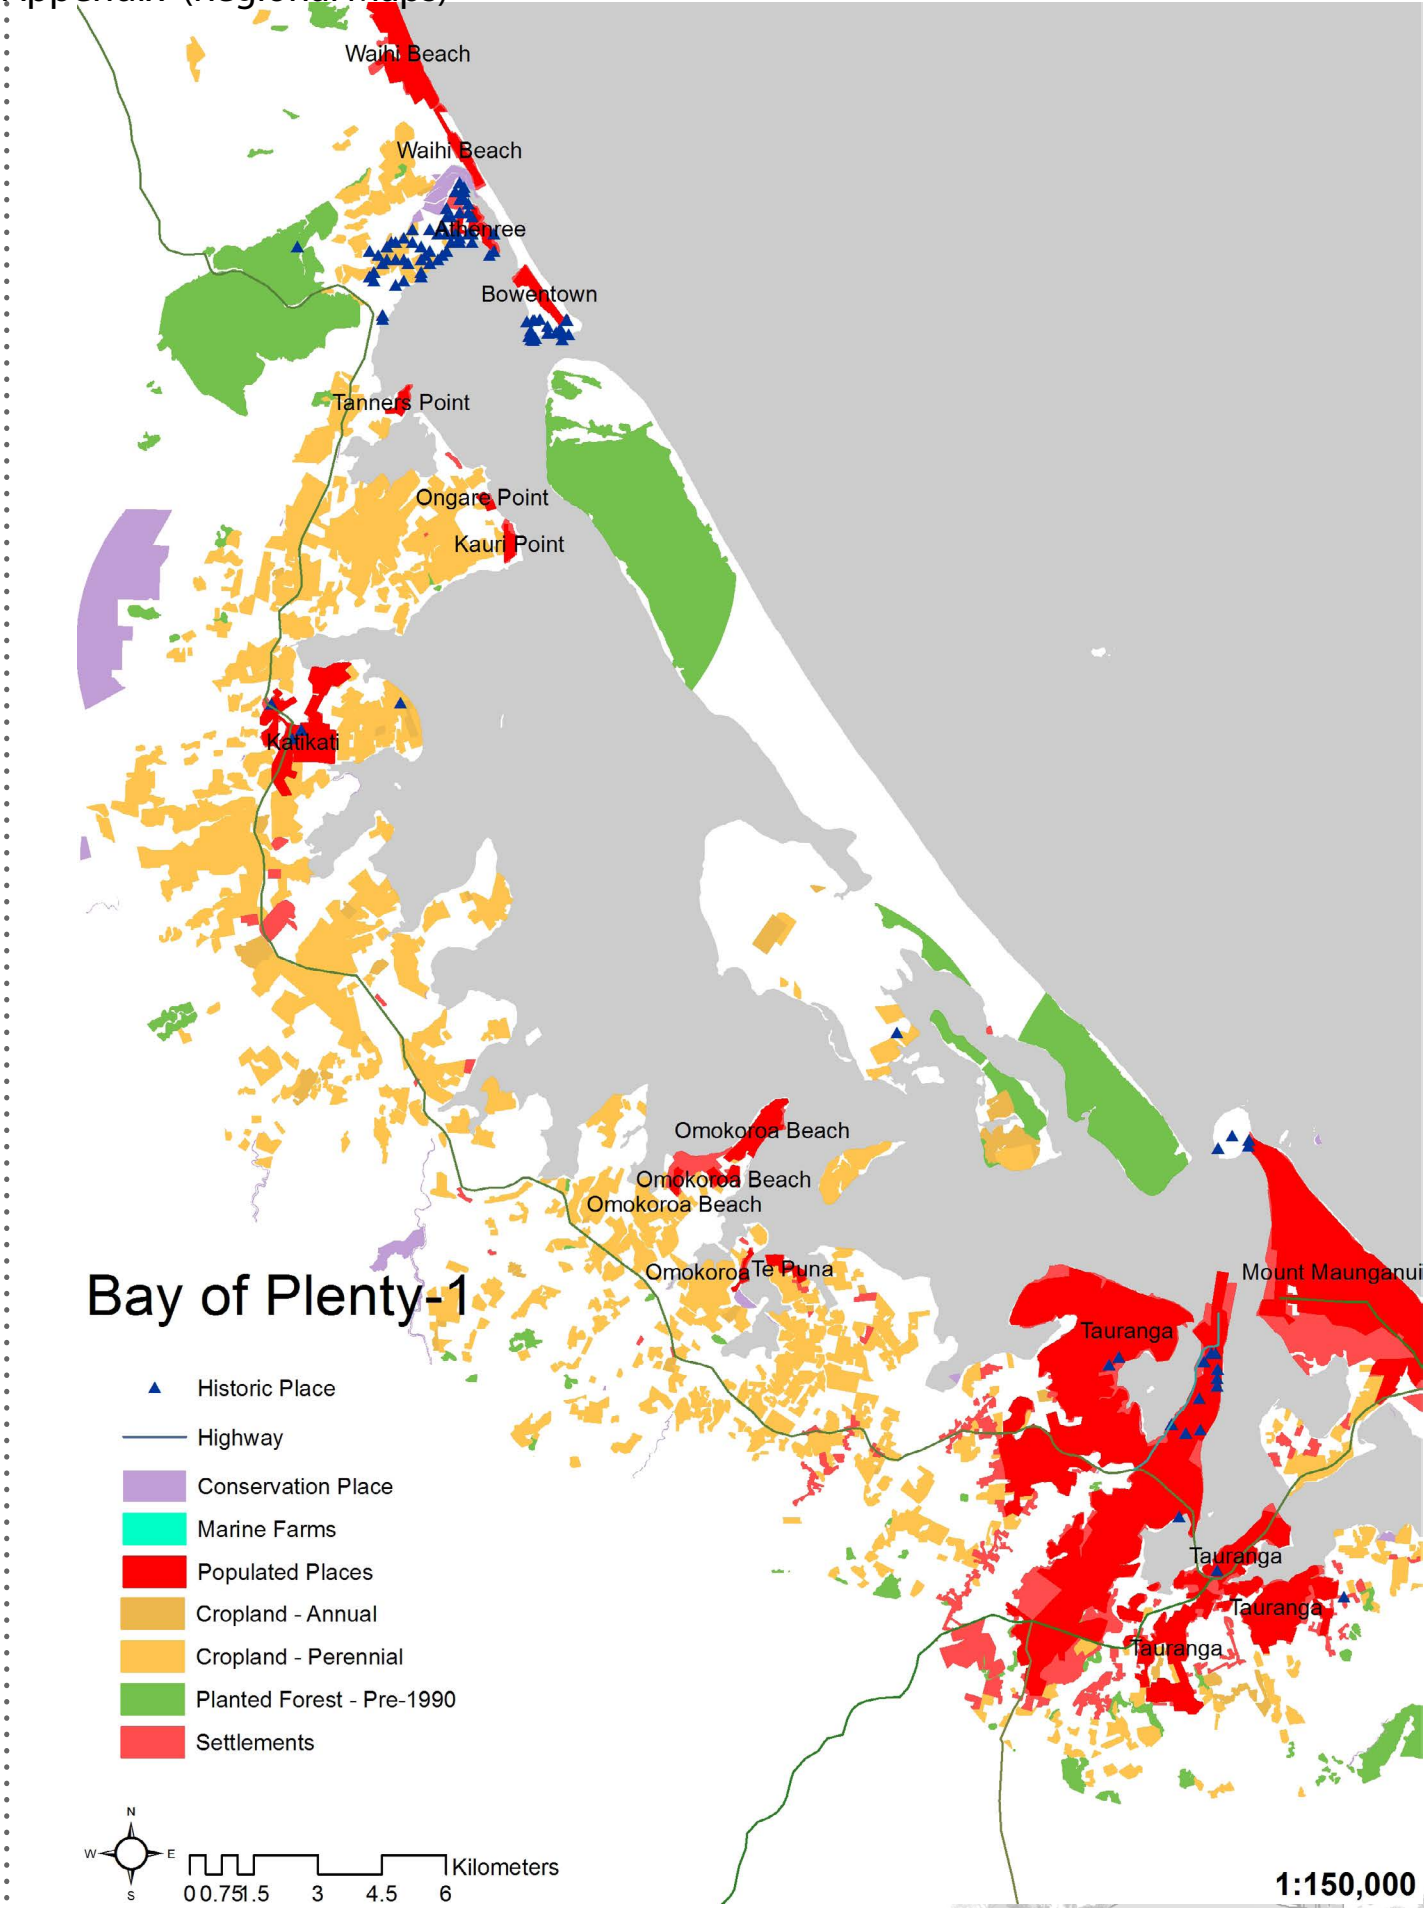 Appendix (Regional maps)
Waihi Beach
Waihi Beach
Athenree
Bowentown
Tanners Point
Ongare Point
Kauri Point
Katikati
Omokoroa Beach
Omokoroa Beach
Omokoroa Beach
Omokoroa
Te Puna
Mount Maunganui
Tauranga
Tauranga
Tauranga
Tauranga
Bay of Plenty-1
Historic Place
Highway
Conservation Place
Marine Farms
Populated Places
Cropland - Annual
Cropland - Perennial
Planted Forest - Pre-1990
Settlements
N
W E
S
Kilometers
0 0.75 1.5 3 4.5 6
1:150,000